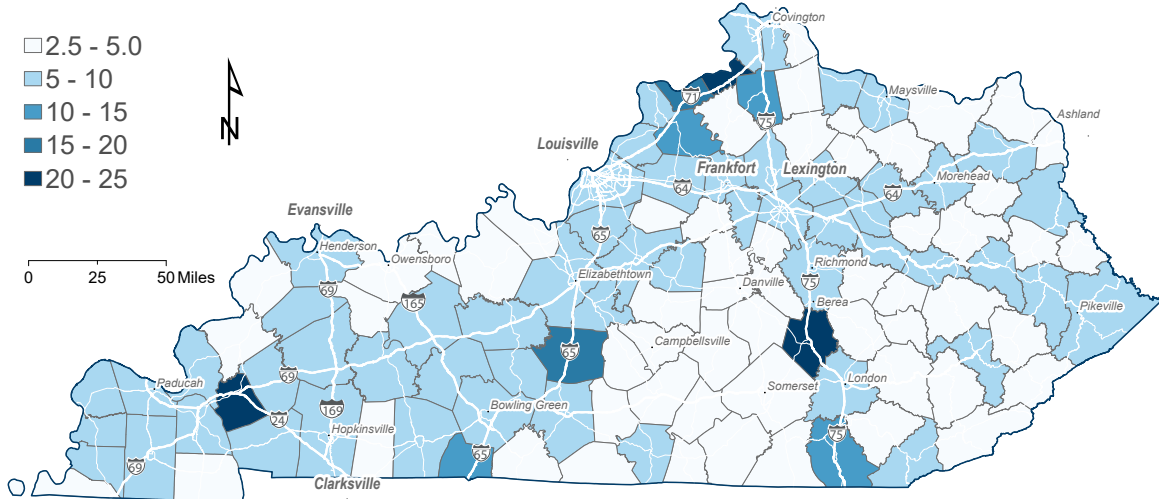 2.5 - 5.0
5 - 10
10 - 15
15 - 20
20 - 25
N
0 25 50 Miles
Covington
71
75
Maysville
Ashland
Louisville
Frankfort
Lexington
64
64
Morehead
Evansville
Henderson
Owensboro
65
Elizabethtown
Richmond
69
165
Danville
75
Berea
Pikeville
65
Campbellsville
Paducah
69
Somerset
London
24
169
Bowling Green
Hopkinsville
75
69
65
Clarksville